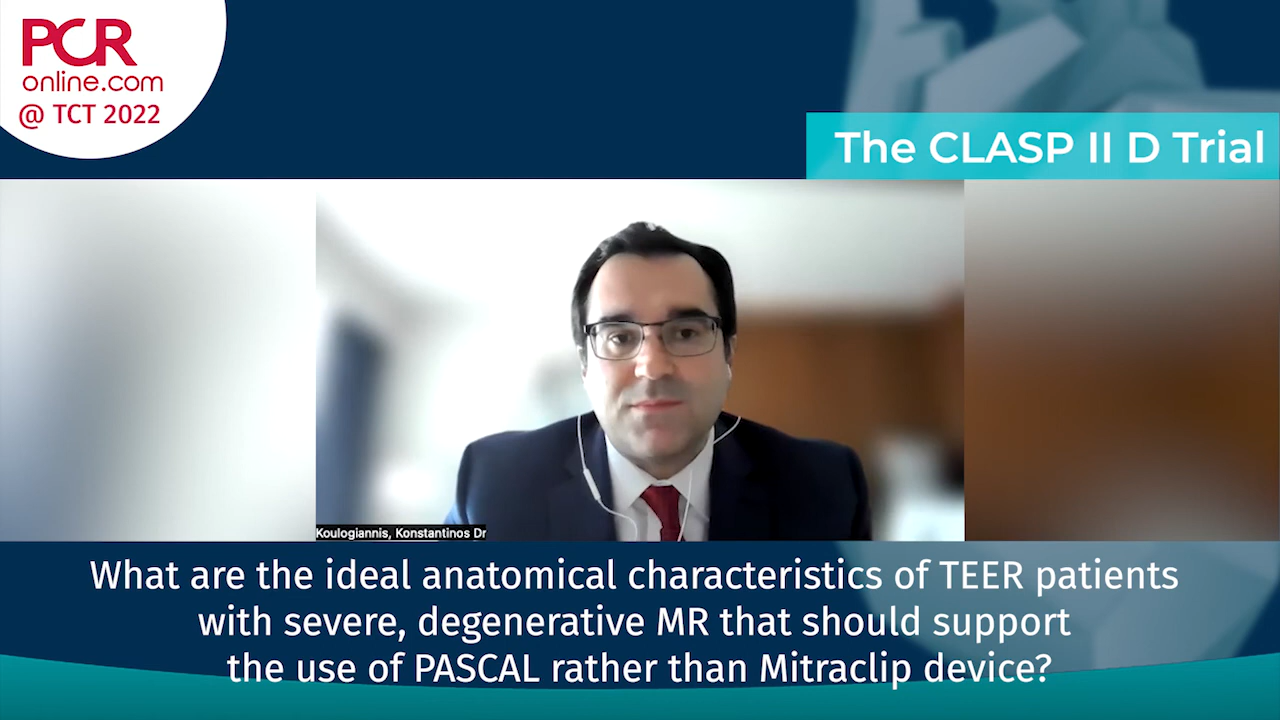 PCR
online.com
@ TCT 2022
The CLASP II D Trial
Koulogiannis, Konstantinos Dr
What are the ideal anatomical characteristics of TEER patients
with severe, degenerative MR that should support
the use of PASCAL rather than Mitraclip device?